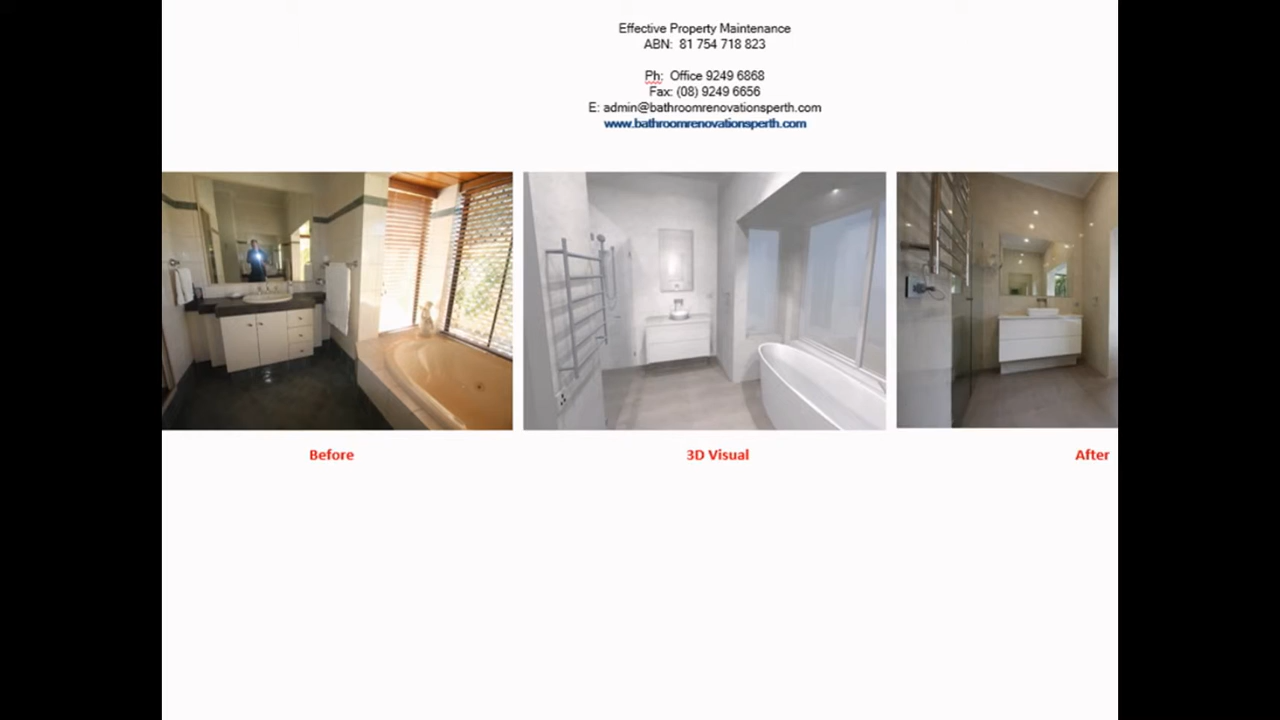 Effective Property Maintenance
ABN: 81 754 718 823
Ph: Office 9249 6868
Fax: (08) 9249 6656
E: admin@bathroomrenovationsperth.com
www.bathroomrenovationsperth.com
Before
3D Visual
After